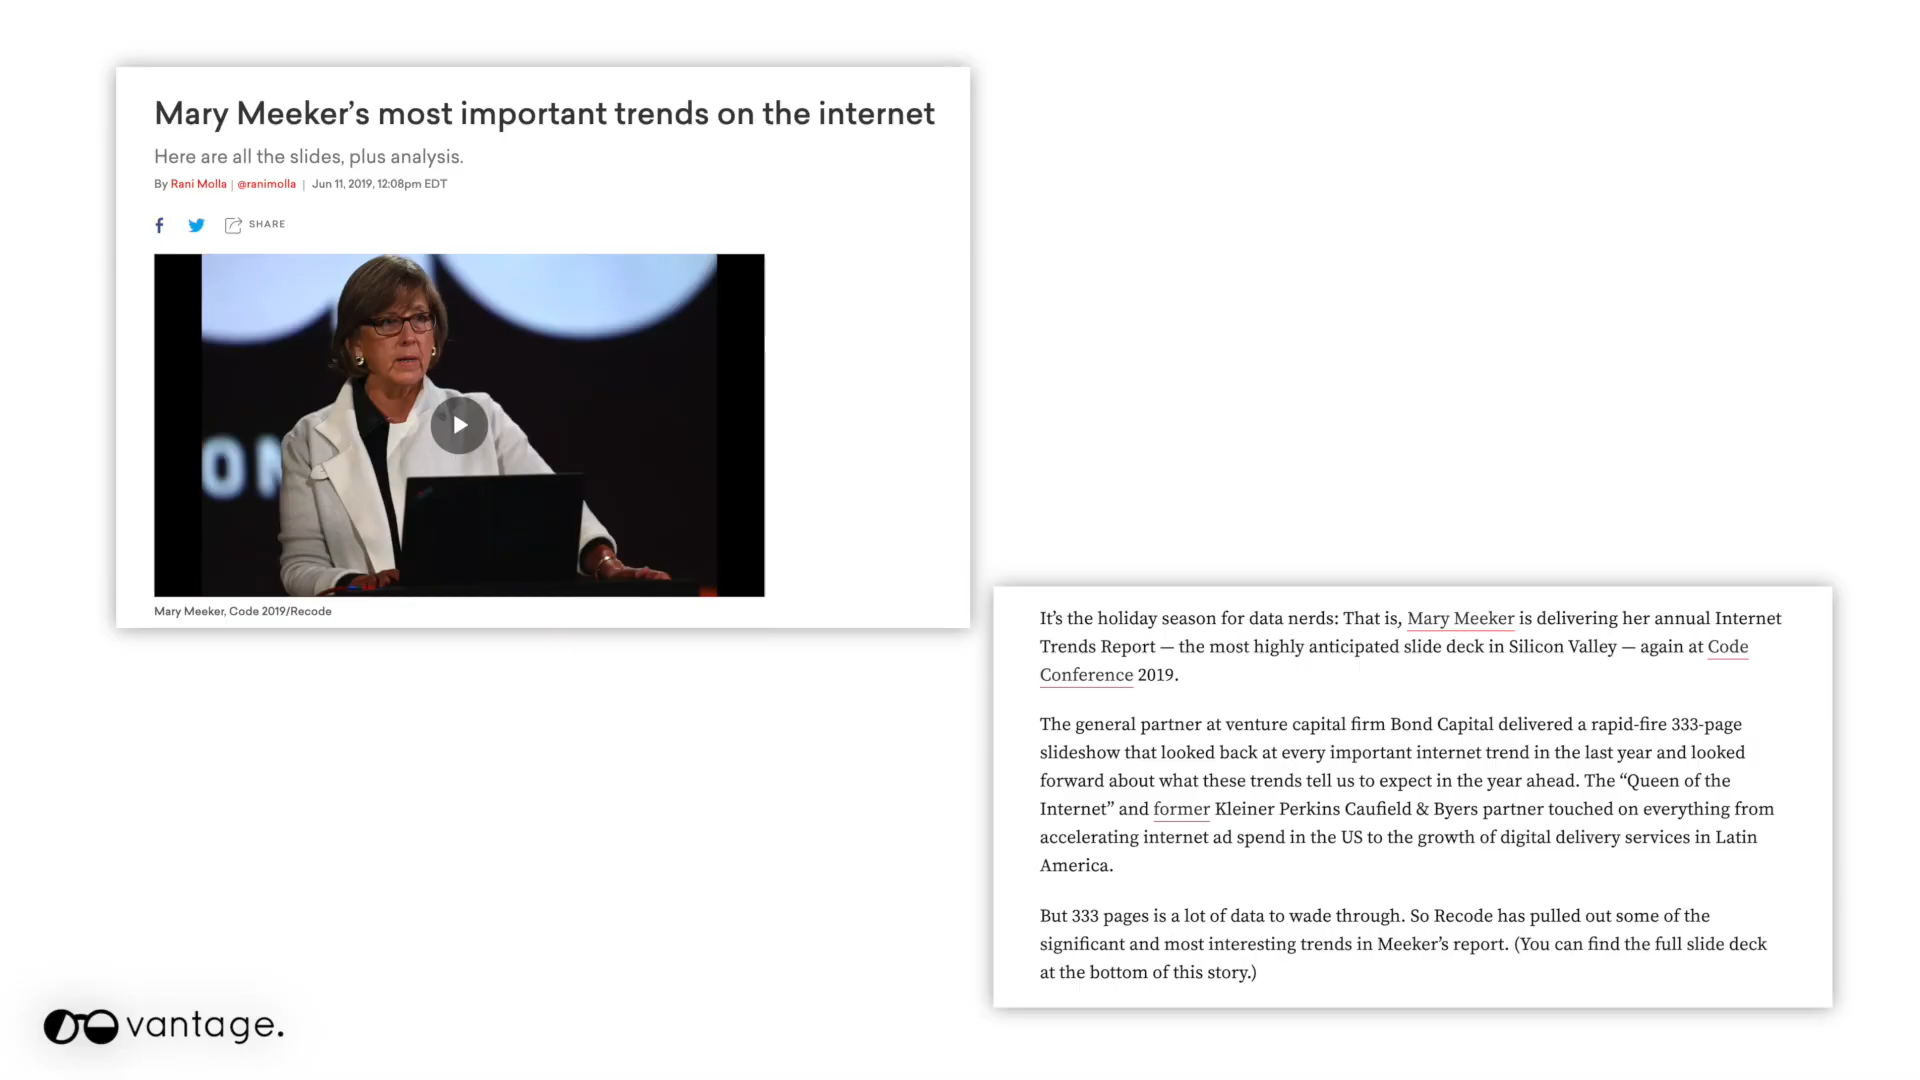 Mary Meeker’s most important trends on the internet
Here are all the slides, plus analysis.
By Rani Molla | @ranimolla | Jun 11, 2019, 12:08pm EDT
SHARE
ON
Mary Meeker, Code 2019/Recode
It’s the holiday season for data nerds: That is, Mary Meeker is delivering her annual Internet
Trends Report — the most highly anticipated slide deck in Silicon Valley — again at Code
Conference 2019.
The general partner at venture capital firm Bond Capital delivered a rapid-fire 333-page
slideshow that looked back at every important internet trend in the last year and looked
forward about what these trends tell us to expect in the year ahead. The “Queen of the
Internet” and former Kleiner Perkins Caufield & Byers partner touched on everything from
accelerating internet ad spend in the US to the growth of digital delivery services in Latin
America.
But 333 pages is a lot of data to wade through. So Recode has pulled out some of the
significant and most interesting trends in Meeker’s report. (You can find the full slide deck
at the bottom of this story.)
vantage.